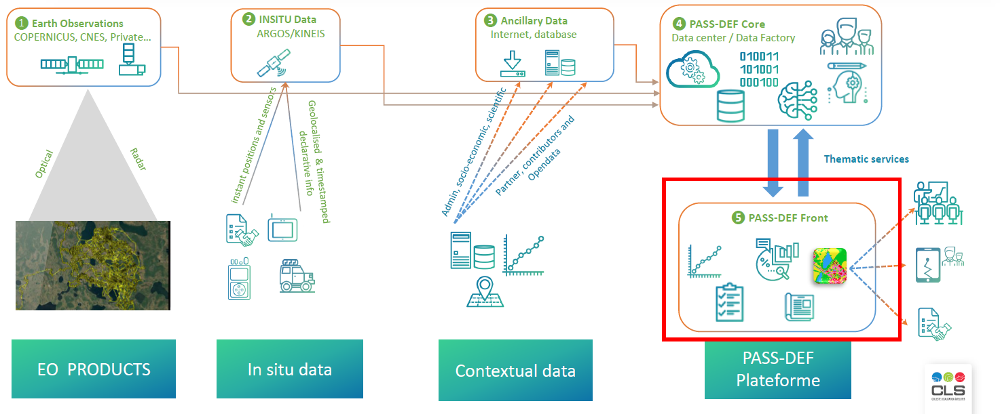 1 Earth Observations
COPERNICUS, CNES, Private...
Optical
Radar
EO PRODUCTS
2 INSITU Data
ARGOS/KINEIS
instant positions and sensors
Geolocalised & timestamped
declarative info
In situ data
3 Ancillary Data
Internet, database
Admin, socio-economic, scientific
Partner, contributors and
Opendata
Contextual data
4 PASS-DEF Core
Data center / Data Factory
010011
101001
000100
Thematic services
5 PASS-DEF Front
%
PASS-DEF
Plateforme
CLS
COLLECTE LOCALISATION SATELLITES